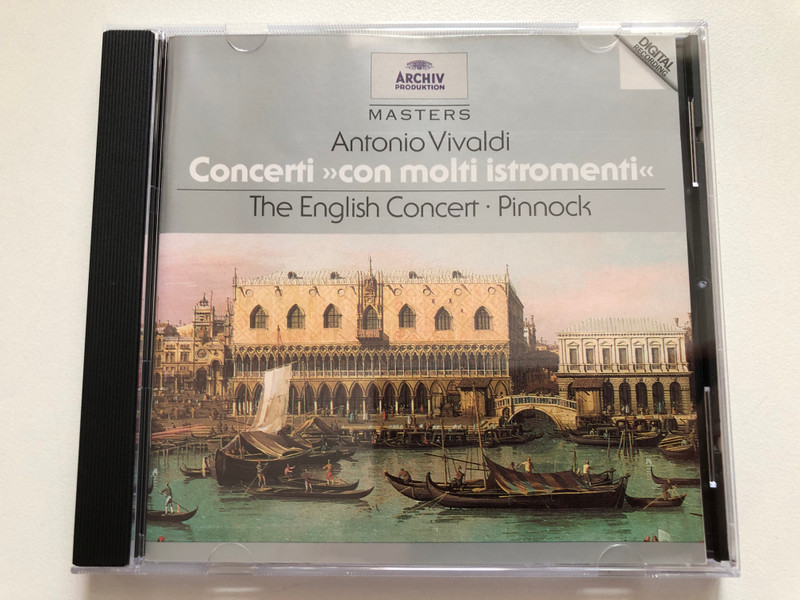 DIGITAL
RECORDING
ARCHIV
PRODUKTION
MASTERS
Antonio Vivaldi
Concerti »con molti istromenti«
The English Concert · Pinnock